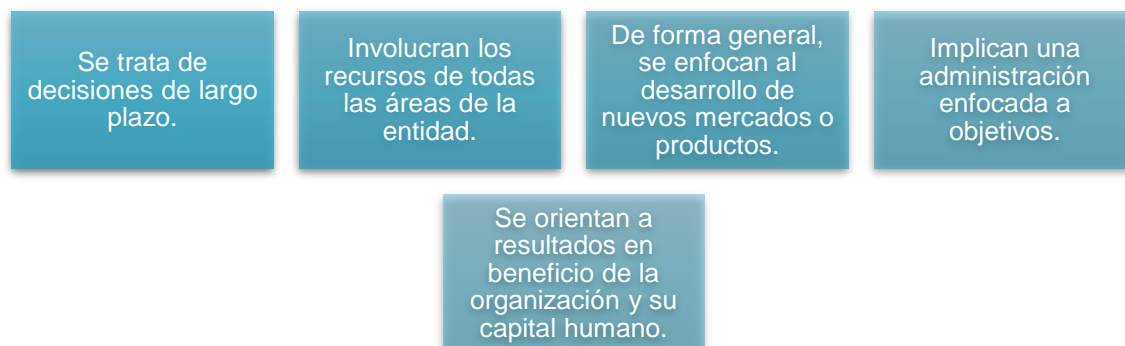 Se trata de
decisiones de largo
plazo.
Involucran los
recursos de todas
las áreas de la
entidad.
De forma general,
se enfocan al
desarrollo de
nuevos mercados o
productos.
Implican una
administración
enfocada a
objetivos.
Se orientan a
resultados en
beneficio de la
organización y su
capital humano.